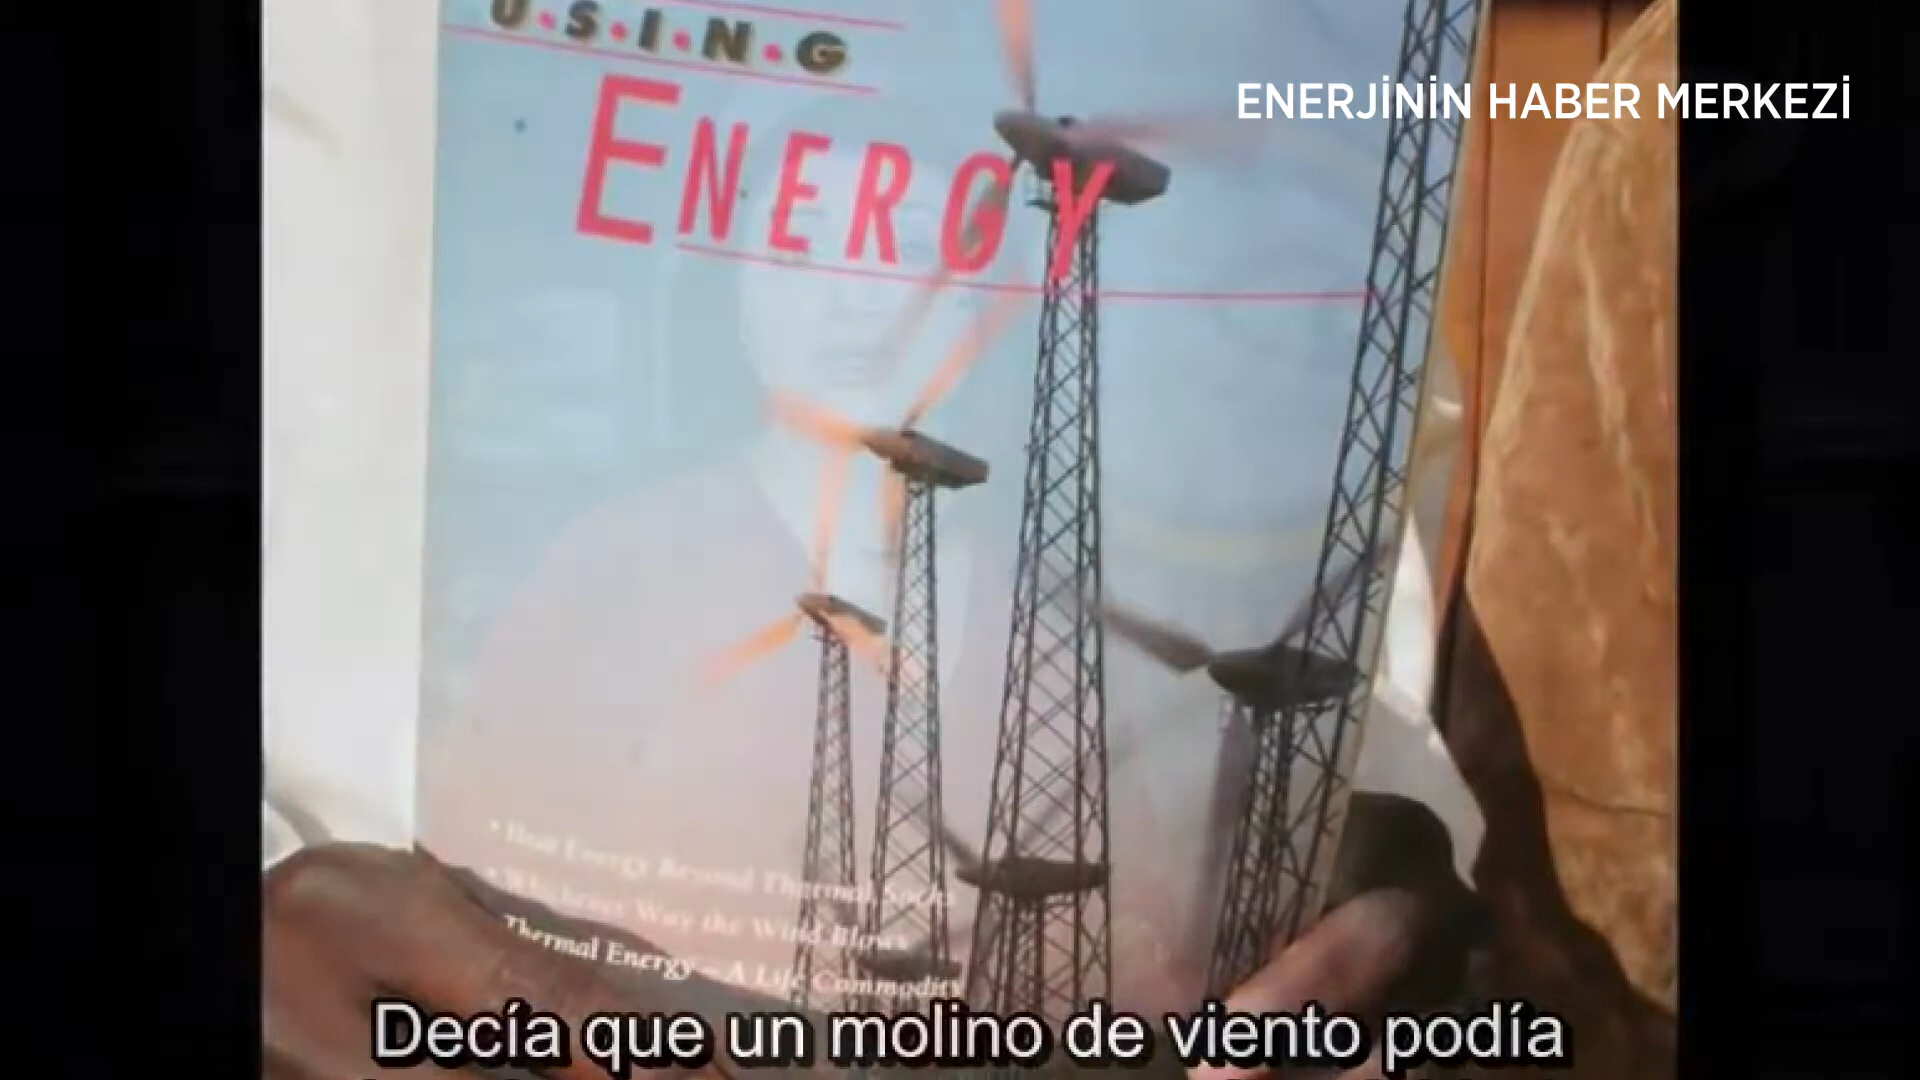 U·S·I·N·G
ENERGY
ENERJİNİN HABER MERKEZİ
• Heat Energy Beyond Thermal Socks
• Whichever Way the Wind Blows
Thermal Energy – A Life Commodity
Decía que un molino de viento podía